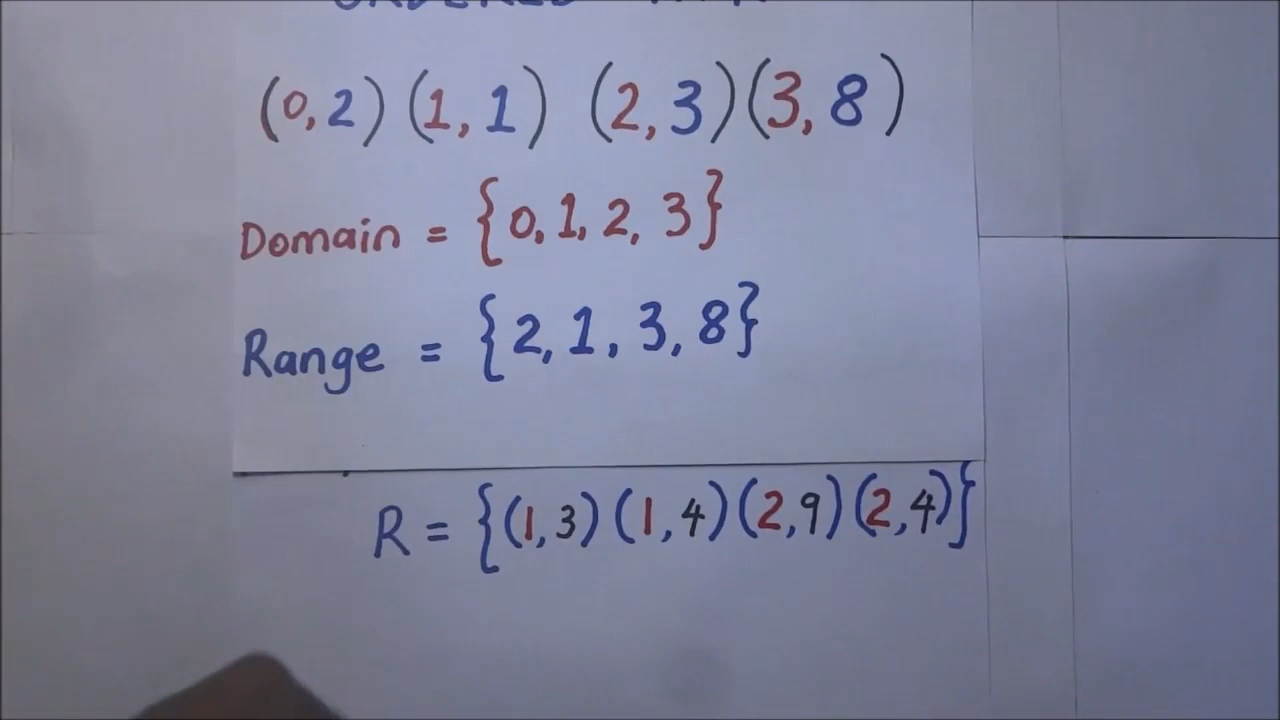 ORDERED
(0, 2) (1, 1) (2, 3) (3, 8)
Domain = {0, 1, 2, 3}
Range = {2, 1, 3, 8}
R = {(1, 3) (1, 4) (2, 9) (2, 4)}